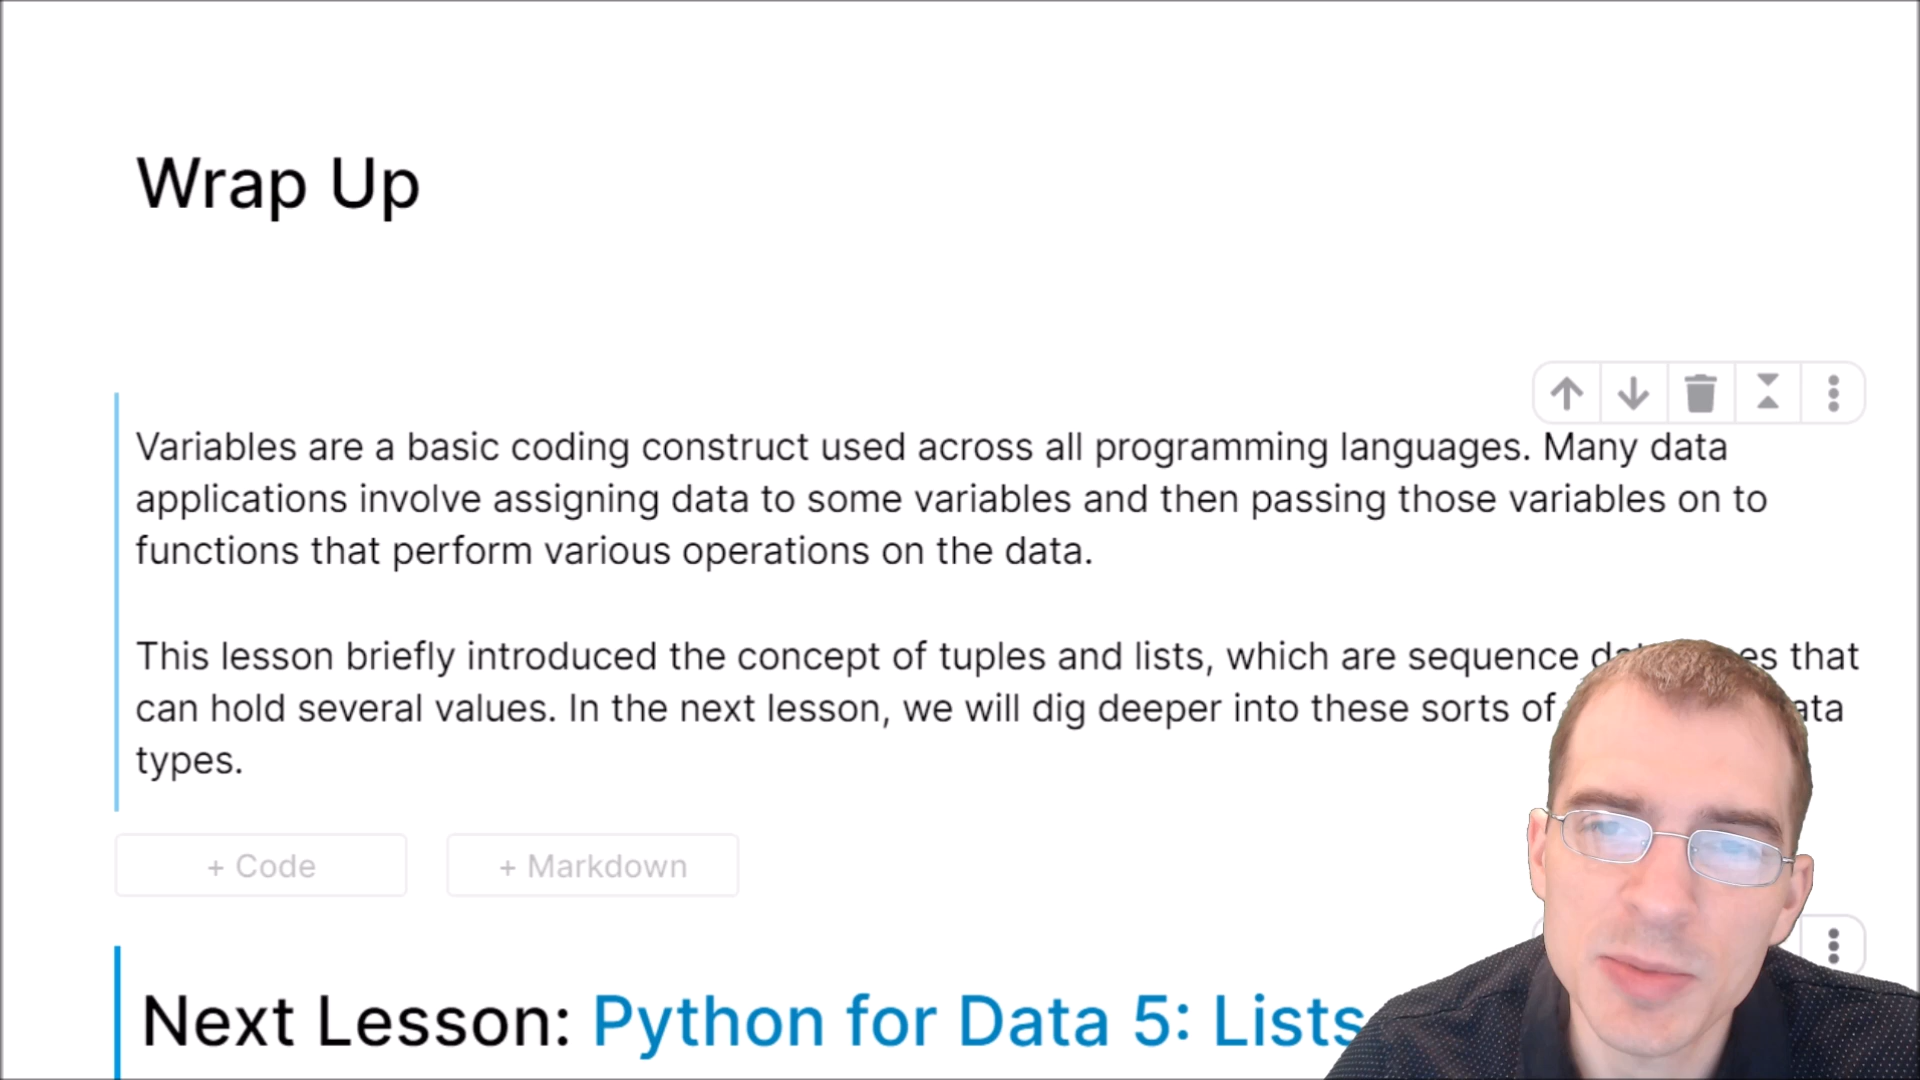 Wrap Up
Variables are a basic coding construct used across all programming languages. Many data
applications involve assigning data to some variables and then passing those variables on to
functions that perform various operations on the data.
This lesson briefly introduced the concept of tuples and lists, which are sequence that
can hold several values. In the next lesson, we will dig deeper into these sorts of
types.
+ Code
+ Markdown
Next Lesson: Python for Data 5: Lists